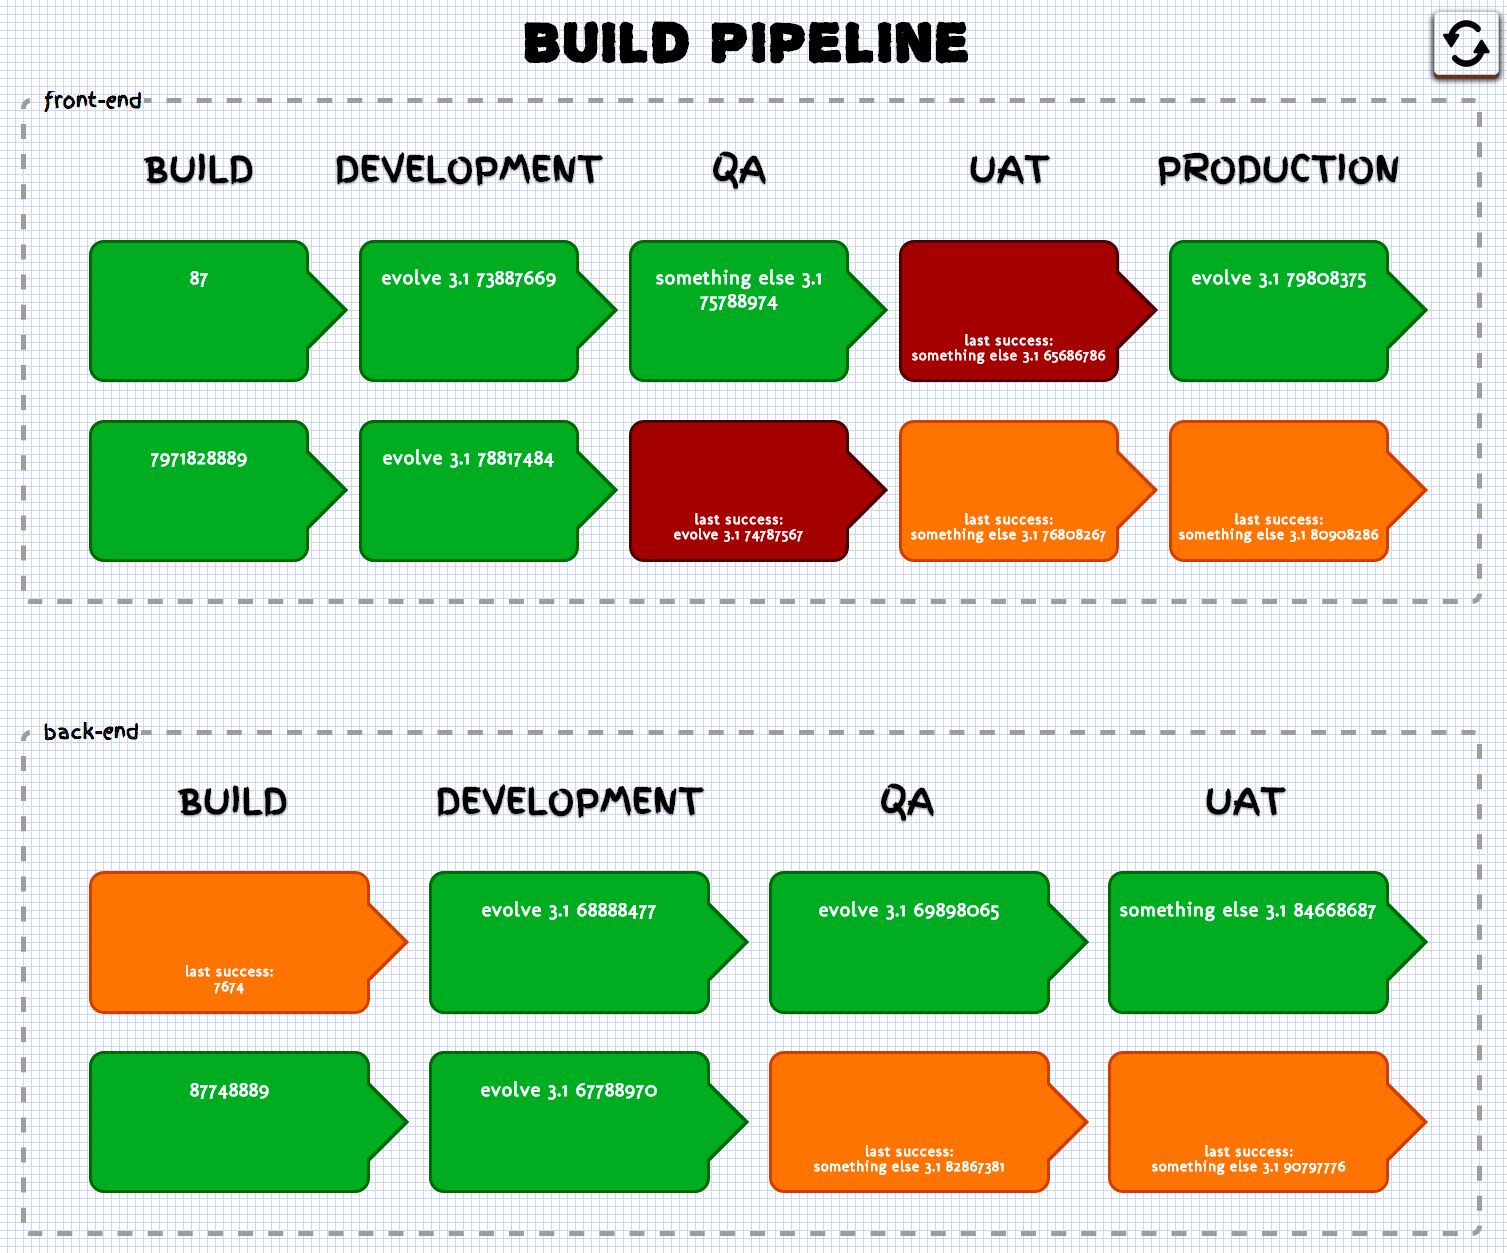 BUILD PIPELINE
front-end
BUILD DEVELOPMENT QA UAT PRODUCTION
87
evolve 3.1 73887669
something else 3.1
75788974
last success:
something else 3.1 65686786
evolve 3.1 79808375
7971828889
evolve 3.1 78817484
last success:
evolve 3.1 74787567
last success:
something else 3.1 76808267
last success:
something else 3.1 80908286
back-end
BUILD DEVELOPMENT QA UAT
last success:
7674
evolve 3.1 68888477
evolve 3.1 69898065
something else 3.1 84668687
87748889
evolve 3.1 67788970
last success:
something else 3.1 82867381
last success:
something else 3.1 90797776